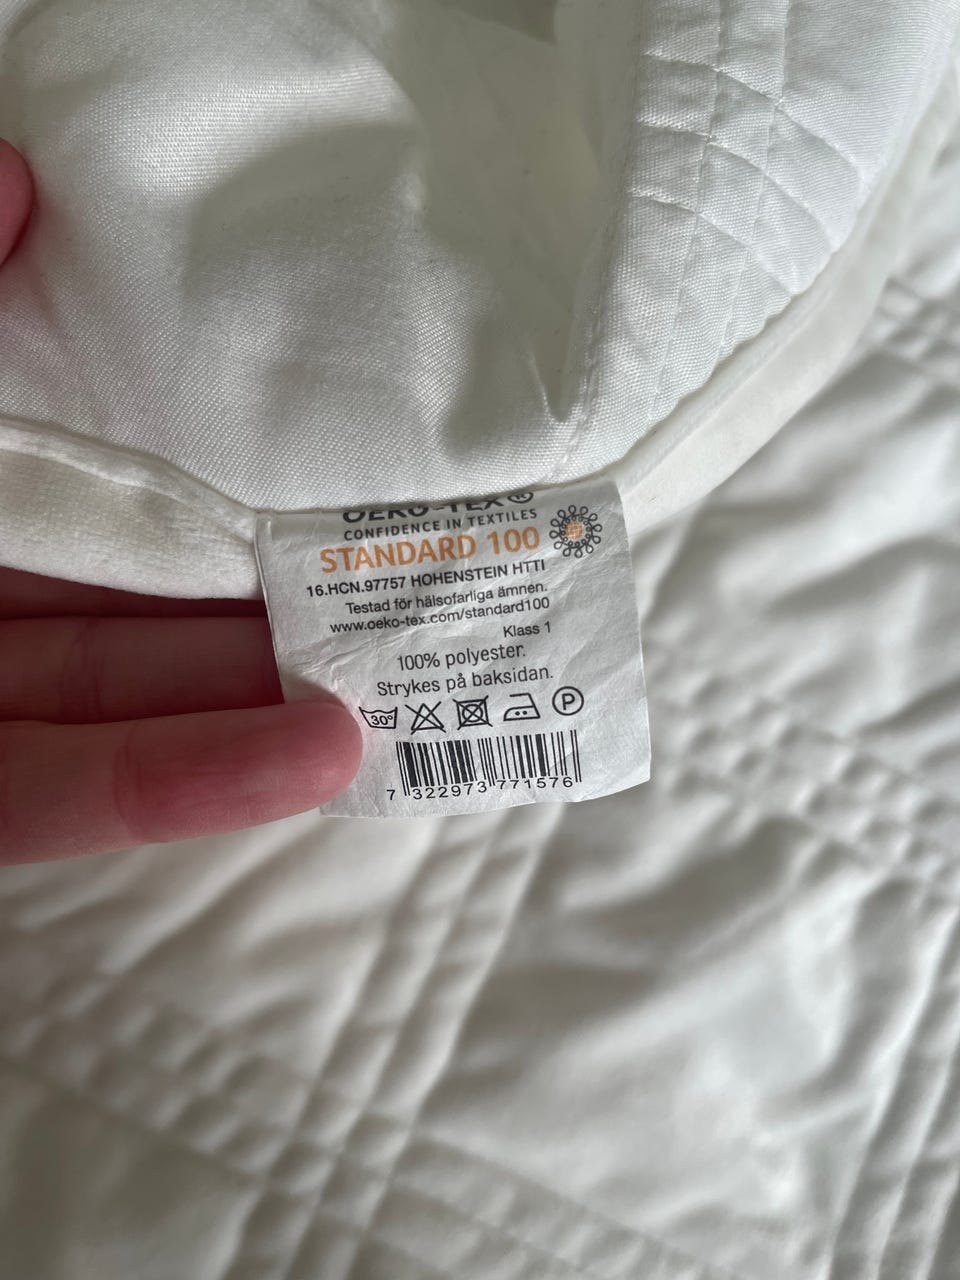 OEKO-TEX®
CONFIDENCE IN TEXTILES
STANDARD 100
16.HCN.97757 HOHENSTEIN HTTI
Testad för hälsofarliga ämnen.
www.oeko-tex.com/standard100
Klass 1
100% polyester.
Strykes på baksidan.
30° P
7 322973 771576